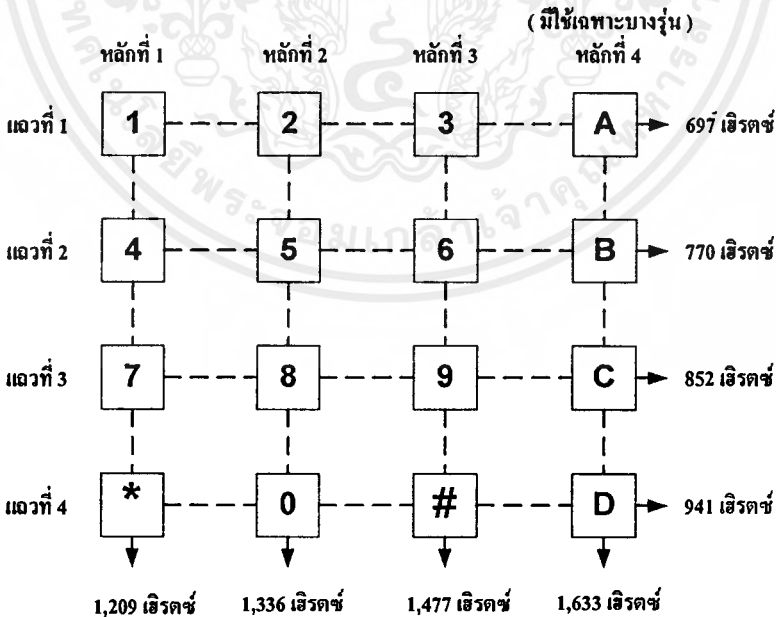 ( มีใช้เฉพาะบางรุ่น )
หลักที่ 1 หลักที่ 2 หลักที่ 3 หลักที่ 4
แถวที่ 1 1 2 3 A 697 เฮิรตซ์
แถวที่ 2 4 5 6 B 770 เฮิรตซ์
แถวที่ 3 7 8 9 C 852 เฮิรตซ์
แถวที่ 4 * 0 # D 941 เฮิรตซ์
1,209 เฮิรตซ์ 1,336 เฮิรตซ์ 1,477 เฮิรตซ์ 1,633 เฮิรตซ์